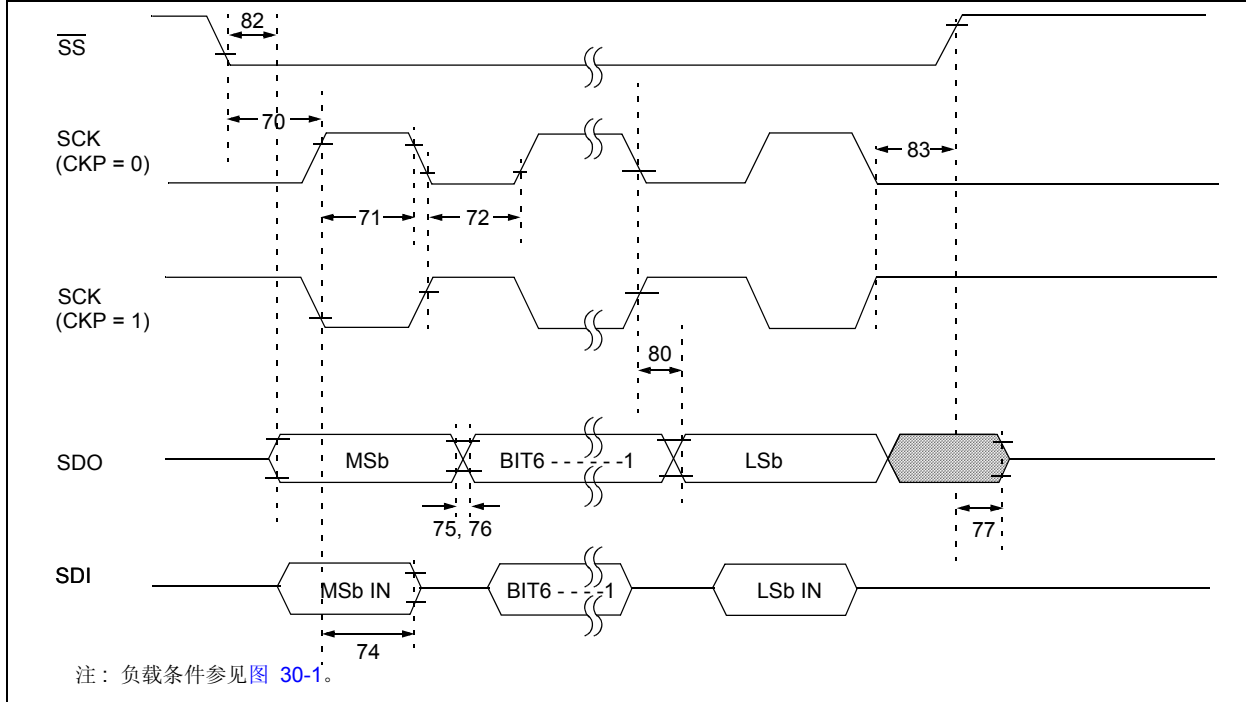 82
SS
70
SCK
(CKP = 0)
83
71
72
SCK
(CKP = 1)
80
SDO
MSb
BIT6 - - - - - -1
LSb
75, 76
77
SDI
MSb IN
BIT6 - - - -1
LSb IN
74
注： 负载条件参见图 30-1。